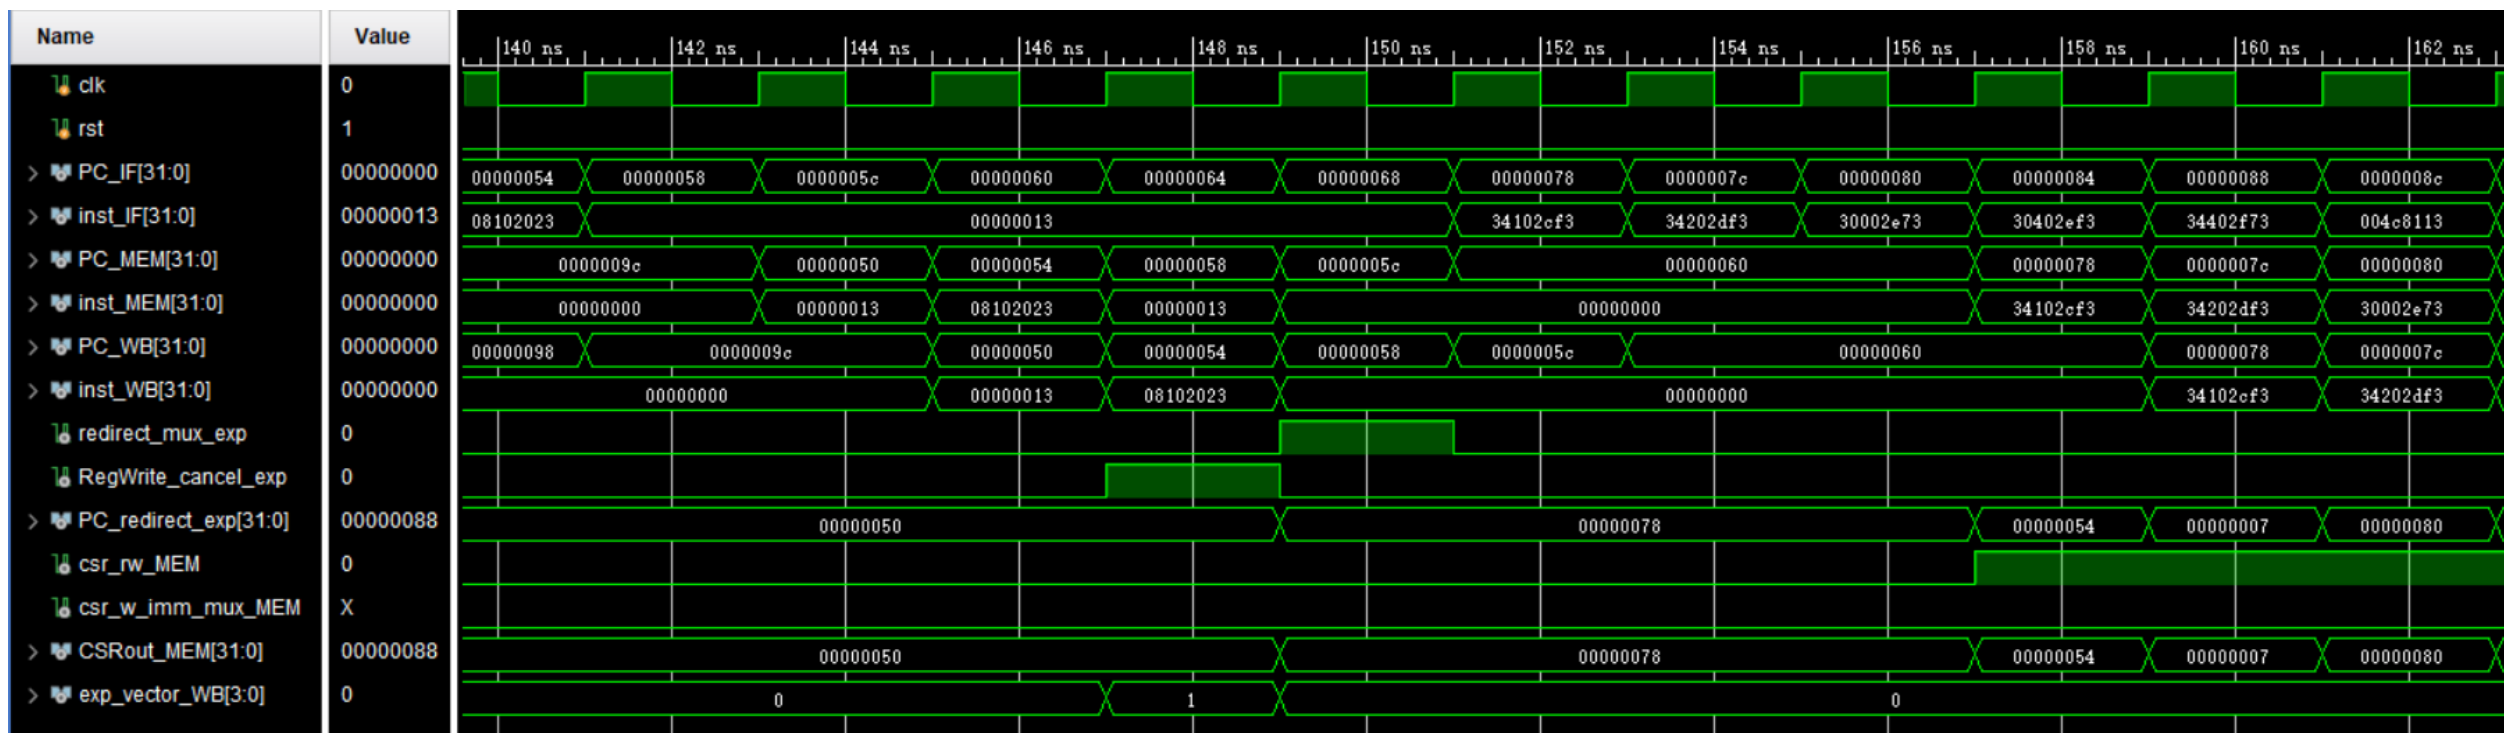 Name Value 140 ns 142 ns 144 ns 146 ns 148 ns 150 ns 152 ns 154 ns 156 ns 158 ns 160 ns 162 ns
clk 0
rst 1
PC_IF[31:0] 00000000 00000054 00000058 0000005c 00000060 00000064 00000068 00000078 0000007c 00000080 00000084 00000088 0000008c
inst_IF[31:0] 00000013 08102023 00000013 34102cf3 34202df3 30002e73 30402ef3 34402f73 004c8113
PC_MEM[31:0] 00000000 0000009c 00000050 00000054 00000058 0000005c 00000060 00000078 0000007c 00000080
inst_MEM[31:0] 00000000 00000000 00000013 08102023 00000013 00000000 34102cf3 34202df3 30002e73
PC_WB[31:0] 00000000 00000098 0000009c 00000050 00000054 00000058 0000005c 00000060 00000078 0000007c
inst_WB[31:0] 00000000 00000000 00000013 08102023 00000000 34102cf3 34202df3
redirect_mux_exp 0
RegWrite_cancel_exp 0
PC_redirect_exp[31:0] 00000088 00000050 00000078 00000054 00000007 00000080
csr_rw_MEM 0
csr_w_imm_mux_MEM X
CSRout_MEM[31:0] 00000088 00000050 00000078 00000054 00000007 00000080
exp_vector_WB[3:0] 0 0 1 0